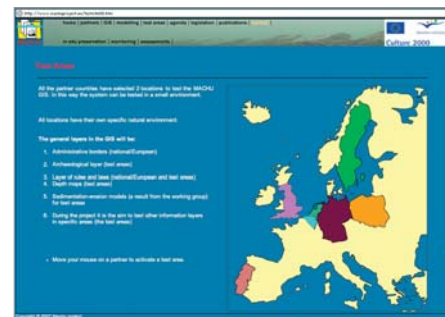 home | partners | GIS | modelling | test areas | agenda | legislation | publications |
in-situ preservation | monitoring | assessments |
Culture 2000
Test Areas
All the partner countries have selected 2 locations to test the MACHU
GIS. In this way the system can be tested in a small environment.
All locations have their own specific natural environment.
The general layers in the GIS will be:
1. Administrative borders (national/European)
2. Archaeological layer (test areas)
3. Layer of rules and laws (national/European and test areas)
4. Depth maps (test areas)
5. Sedimentation-erosion models (a result from the working group)
for test areas
6. During the project it is the aim to test other information layers
in specific areas (the test areas)
• Move your mouse on a partner to activate a test area.